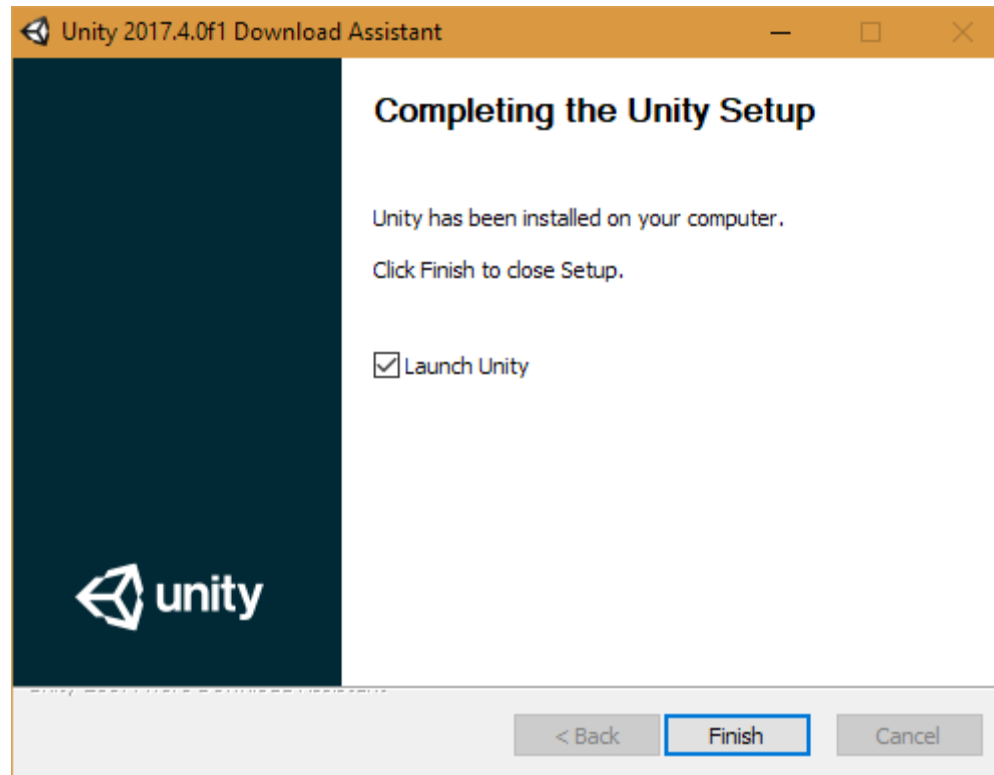 Unity 2017.4.0f1 Download Assistant
Completing the Unity Setup
Unity has been installed on your computer.
Click Finish to close Setup.
Launch Unity
unity
< Back Finish Cancel